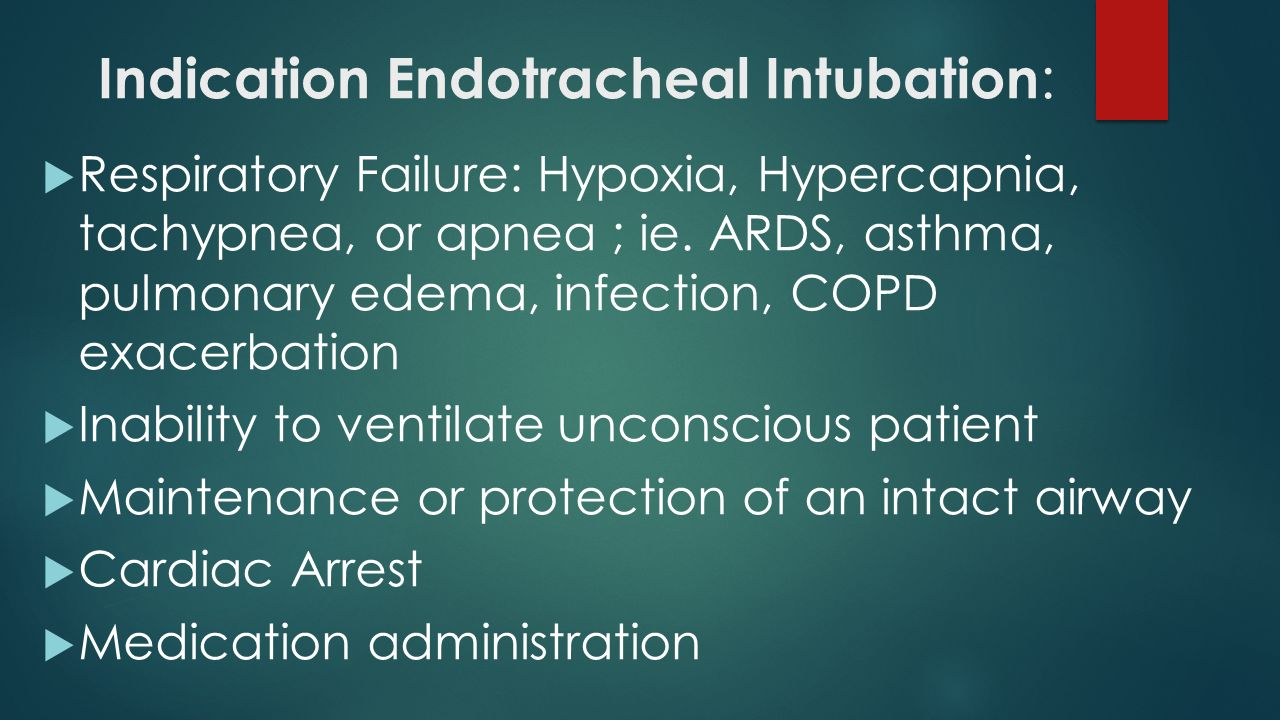 Indication Endotracheal Intubation:
Respiratory Failure: Hypoxia, Hypercapnia,
tachypnea, or apnea ; ie. ARDS, asthma,
pulmonary edema, infection, COPD
exacerbation
Inability to ventilate unconscious patient
Maintenance or protection of an intact airway
Cardiac Arrest
Medication administration